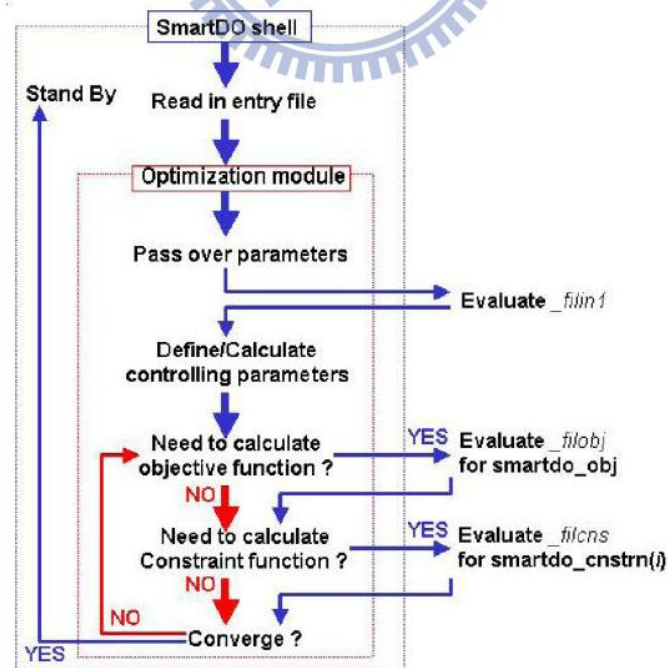 SmartDO shell
Stand By
Read in entry file
Optimization module
Pass over parameters
Evaluate _filin1
Define/Calculate
controlling parameters
Need to calculate
objective function ?
YES
Evaluate _filobj
for smartdo_obj
NO
Need to calculate
Constraint function ?
YES
Evaluate _filcns
for smartdo_cnstrn(i)
NO
NO
Converge ?
YES